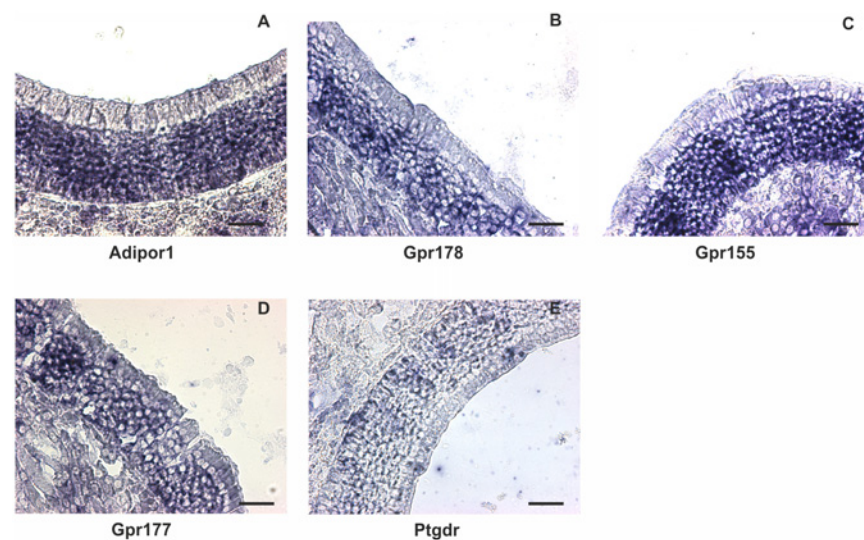 A
B
C
Adipor1
Gpr178
Gpr155
D
E
Gpr177
Ptgdr